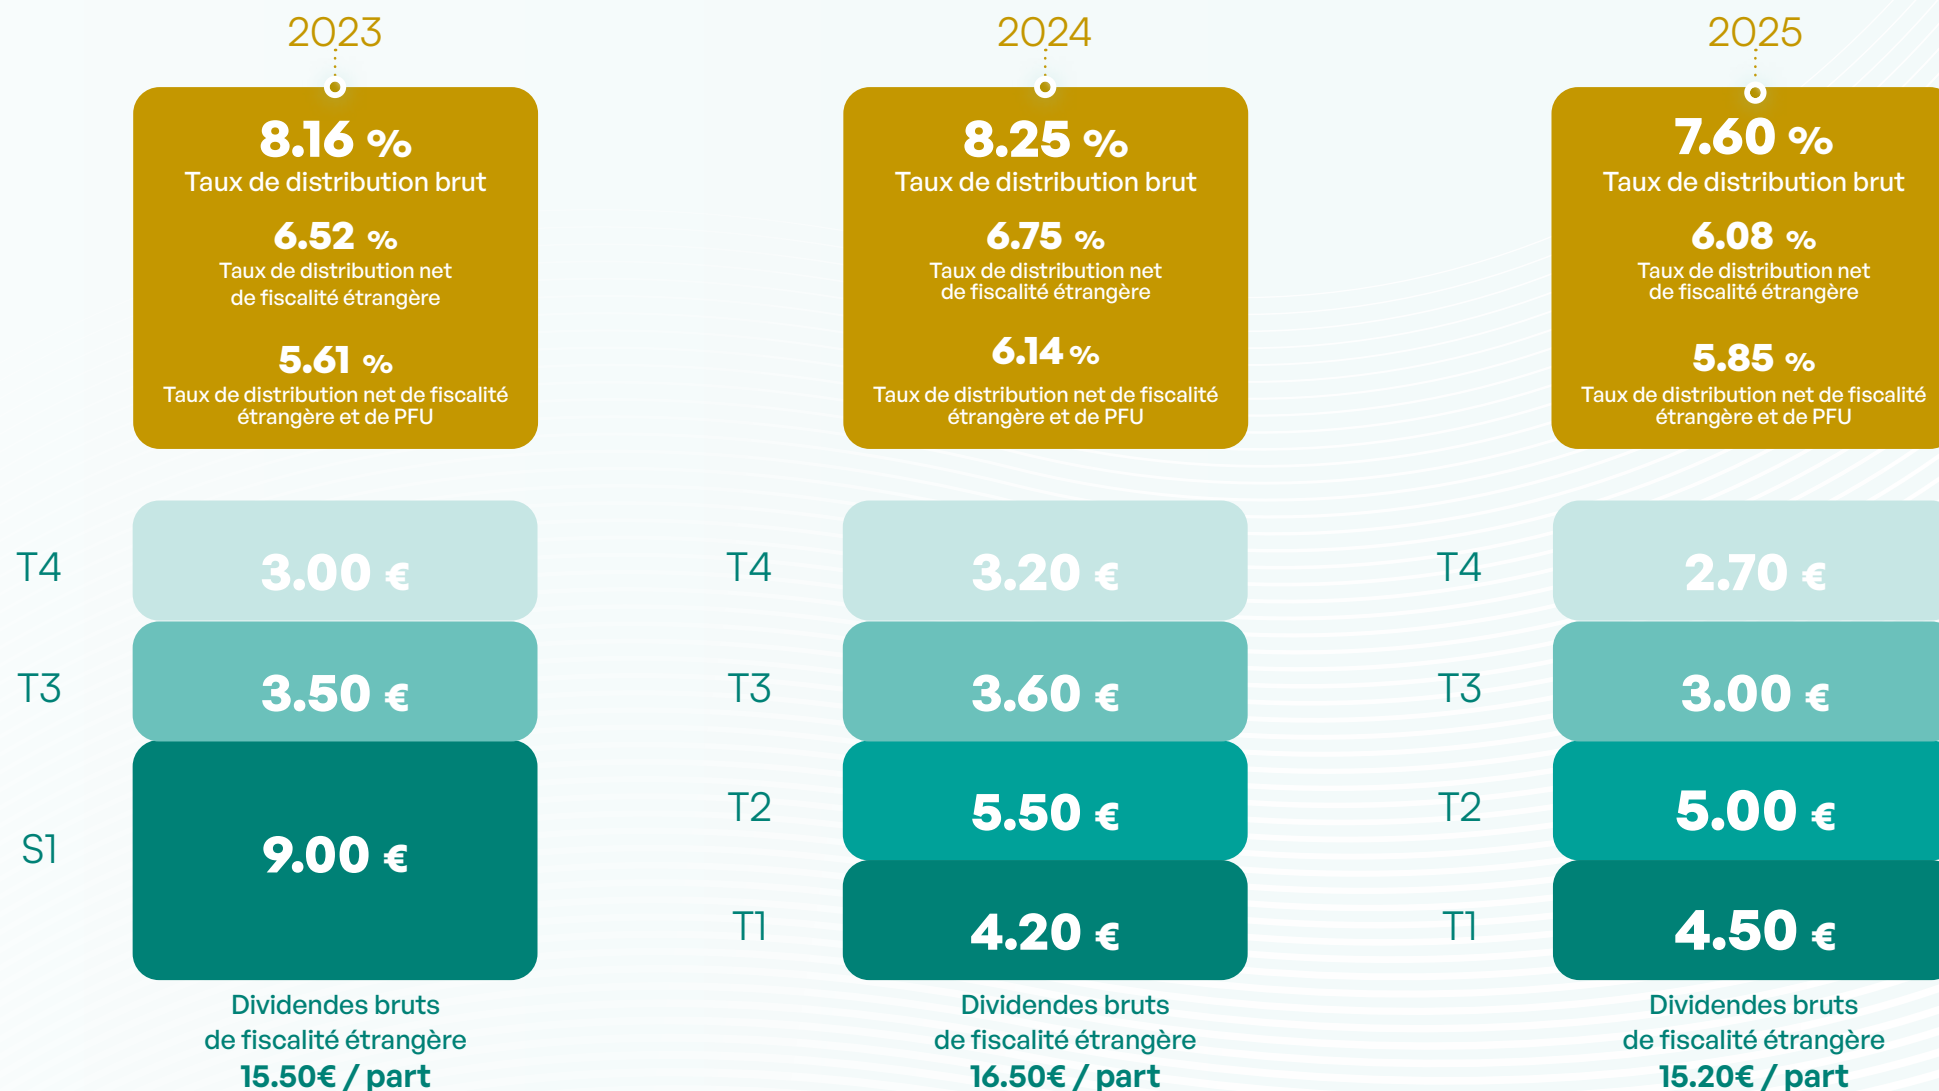 2023
8.16 %
Taux de distribution brut
6.52 %
Taux de distribution net
de fiscalité étrangère
5.61 %
Taux de distribution net de fiscalité
étrangère et de PFU
T4
3.00 €
T3
3.50 €
S1
9.00 €
Dividendes bruts
de fiscalité étrangère
15.50€ / part
2024
8.25 %
Taux de distribution brut
6.75 %
Taux de distribution net
de fiscalité étrangère
6.14 %
Taux de distribution net de fiscalité
étrangère et de PFU
T4
3.20 €
T3
3.60 €
T2
5.50 €
T1
4.20 €
Dividendes bruts
de fiscalité étrangère
16.50€ / part
2025
7.60 %
Taux de distribution brut
6.08 %
Taux de distribution net
de fiscalité étrangère
5.85 %
Taux de distribution net de fiscalité
étrangère et de PFU
T4
2.70 €
T3
3.00 €
T2
5.00 €
T1
4.50 €
Dividendes bruts
de fiscalité étrangère
15.20€ / part